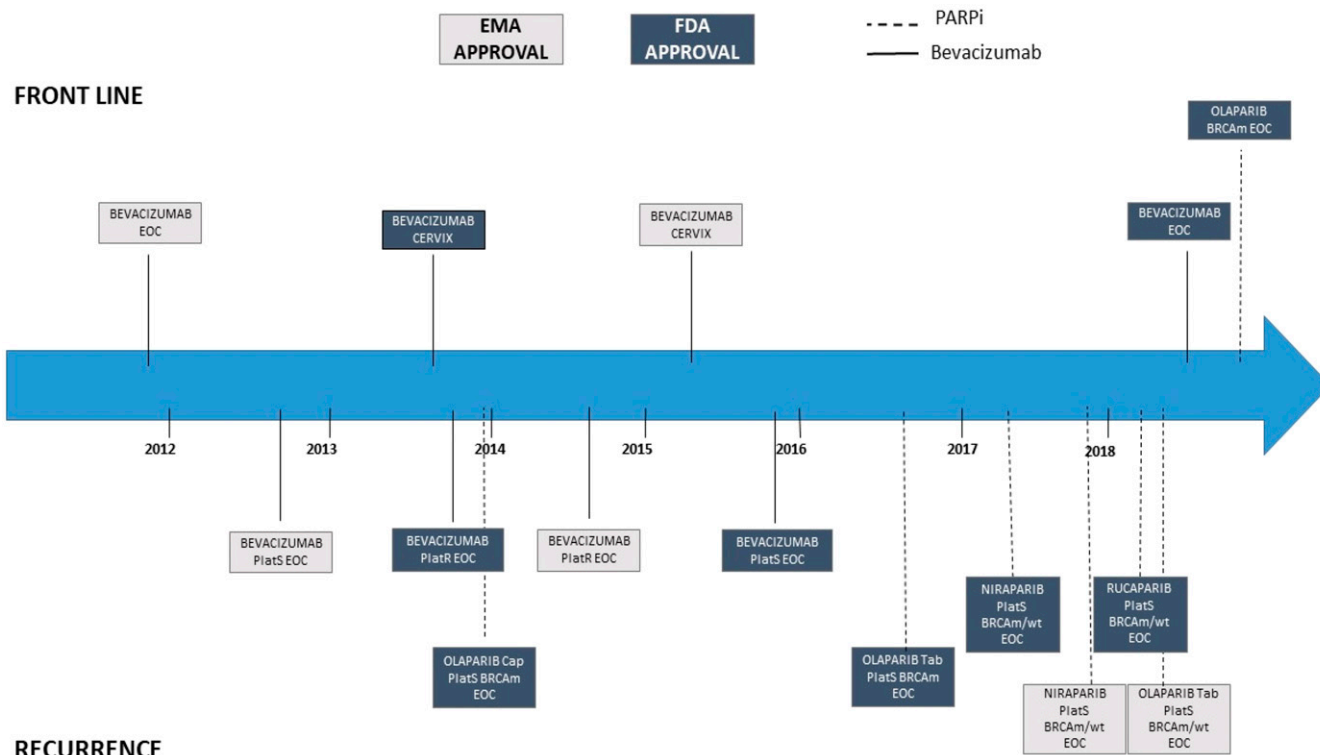 EMA
APPROVAL
FDA
APPROVAL
PARPi
Bevacizumab
FRONT LINE
OLAPARIB
BRCAm EOC
BEVACIZUMAB
EOC
BEVACIZUMAB
CERVIX
BEVACIZUMAB
CERVIX
BEVACIZUMAB
EOC
2012
2013
2014
2015
2016
2017
2018
BEVACIZUMAB
PlatS EOC
BEVACIZUMAB
PlatR EOC
BEVACIZUMAB
PlatR EOC
BEVACIZUMAB
PlatS EOC
NIRAPARIB
PlatS
BRCAm/wt
EOC
RUCAPARIB
PlatS
BRCAm/wt
EOC
OLAPARIB Cap
PlatS BRCAm
EOC
OLAPARIB Tab
PlatS BRCAm
EOC
NIRAPARIB
PlatS
BRCAm/wt
EOC
OLAPARIB Tab
PlatS
BRCAm/wt
EOC
RECURRENCE